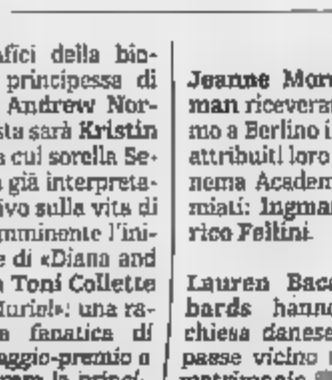 afici della bio-
principessa di
Andrew Nor-
sta sarà Kristin
a cui sorella Se-
già interpreta-
ivo sulla vita di
mminente l'ini-
e di «Diana and
Toni Collette
Muriel»: una ra-
a fanatica di
aggio-premio a
Jeanne Mor
man riceveran
mo a Berlino i
attribuiti loro
nema Academ
miati: Ingmar
rico Fellini.
Lauren Baca
bards hanno
chiesa danese
passe vicino